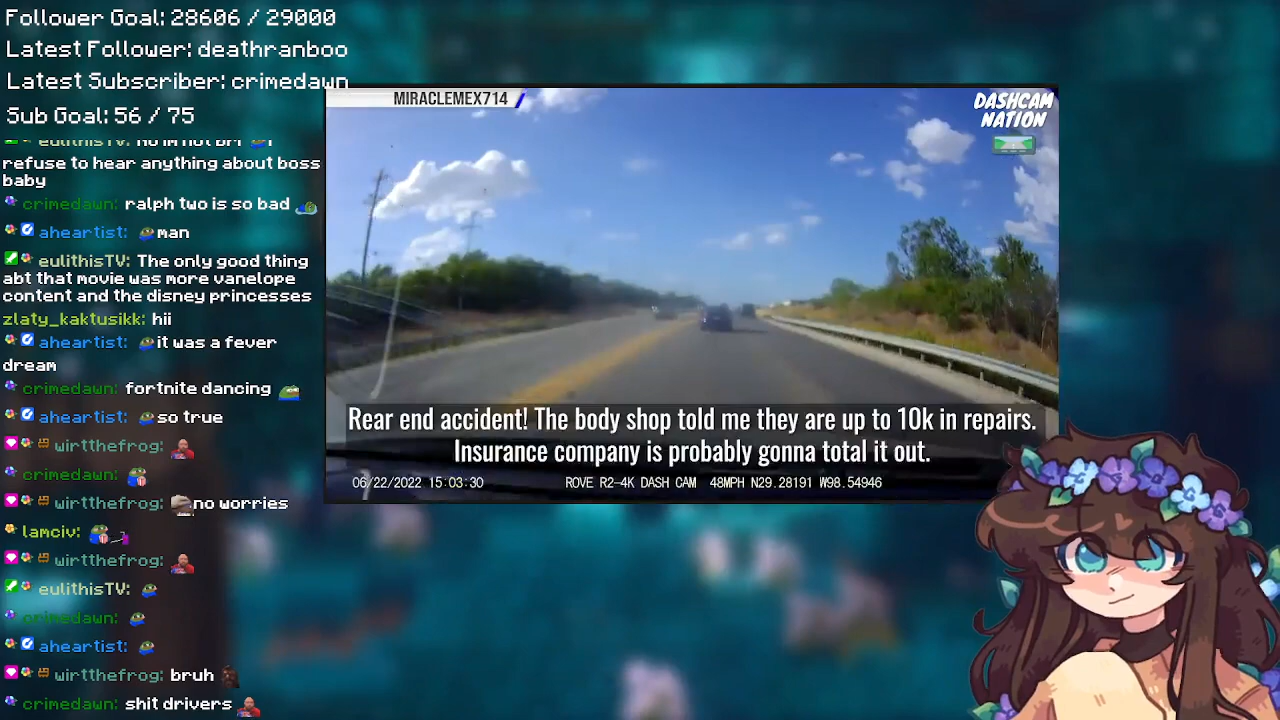 Follower Goal: 28606 / 29000
Latest Follower: deathranboo
Latest Subscriber: crimedawn
Sub Goal: 56 / 75
eulithisTV: no im not bri i
refuse to hear anything about boss
baby
crimedawn: ralph two is so bad
aheartist: man
eulithisTV: The only good thing
abt that movie was more vanelope
content and the disney princesses
zlaty_kaktusikk: hii
aheartist: it was a fever
dream
crimedawn: fortnite dancing
aheartist: so true
wirtthefrog:
crimedawn:
wirtthefrog: no worries
lamciv:
wirtthefrog:
eulithisTV:
crimedawn:
aheartist:
wirtthefrog: bruh
crimedawn: shit drivers
MIRACLEMEX714
DASHCAM
NATION
Rear end accident! The body shop told me they are up to 10k in repairs.
Insurance company is probably gonna total it out.
06/22/2022 15:03:30 ROVE R2-4K DASH CAM 48MPH N29.28191 W98.54946